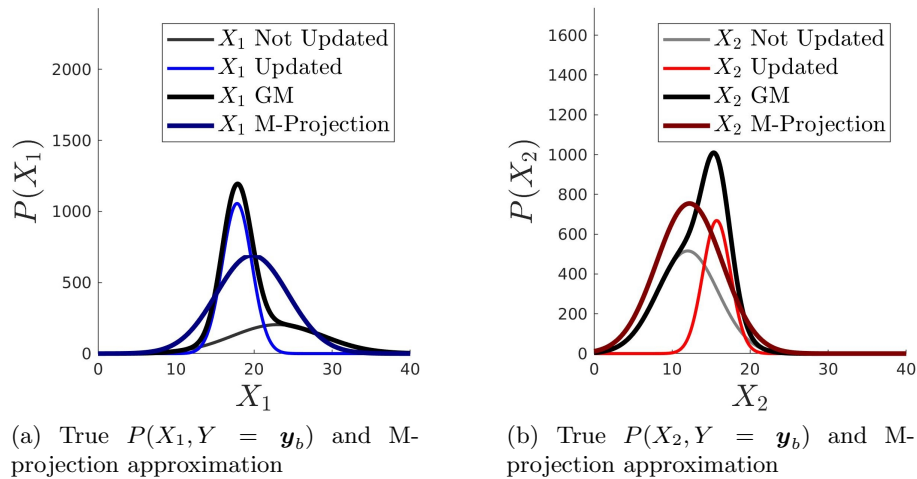 X₁ Not Updated
X₁ Updated
X₁ GM
X₁ M-Projection
2000
1500
1000
500
0
P(X₁)
0 10 20 30 40
X₁
(a) True P(X₁, Y = y_b) and M-
projection approximation
X₂ Not Updated
X₂ Updated
X₂ GM
X₂ M-Projection
1600
1400
1200
1000
800
600
400
200
0
P(X₂)
0 10 20 30 40
X₂
(b) True P(X₂, Y = y_b) and M-
projection approximation